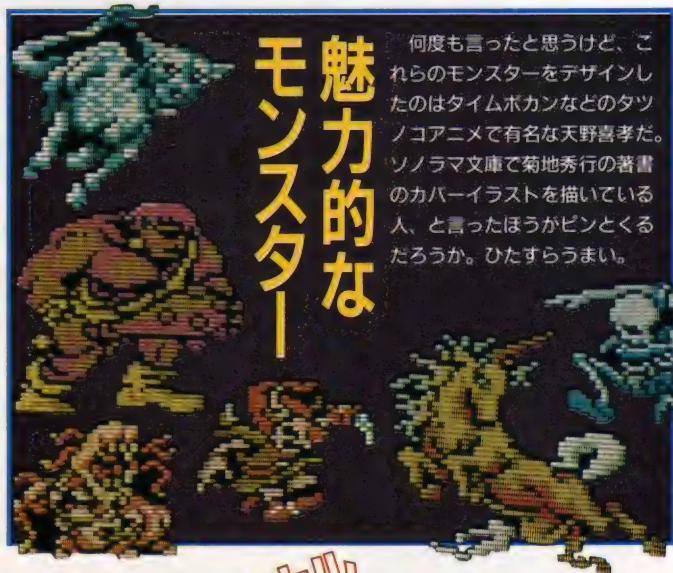 魅力的な
モンスター
何度も言ったと思うけど、こ
れらのモンスターをデザインし
たのはタイムボカンなどのタツ
ノコアニメで有名な天野喜孝だ。
ソノラマ文庫で菊地秀行の著書
のカバーイラストを描いている
人、と言ったほうがピンとくる
だろうか。ひたすらうまい。